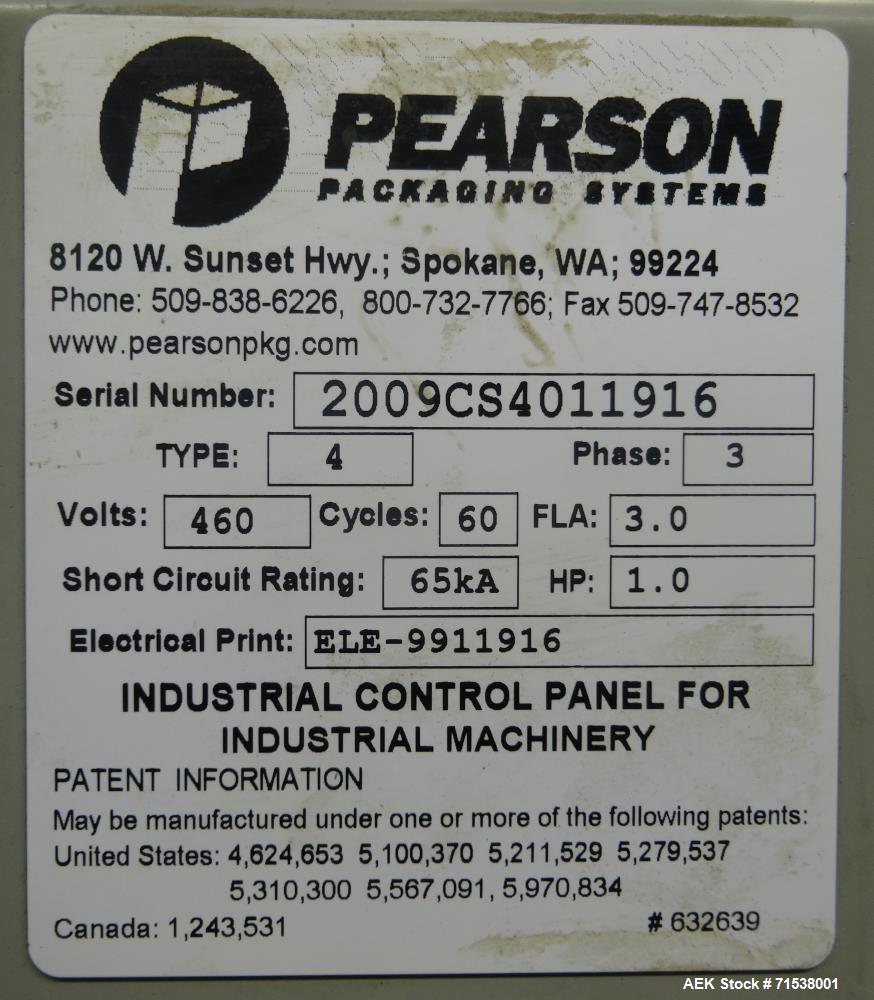 PEARSON
PACKAGING SYSTEMS
8120 W. Sunset Hwy.; Spokane, WA; 99224
Phone: 509-838-6226, 800-732-7766; Fax 509-747-8532
www.pearsonpkg.com
Serial Number: 2009CS4011916
TYPE: 4 Phase: 3
Volts: 460 Cycles: 60 FLA: 3.0
Short Circuit Rating: 65kA HP: 1.0
Electrical Print: ELE-9911916
INDUSTRIAL CONTROL PANEL FOR
INDUSTRIAL MACHINERY
PATENT INFORMATION
May be manufactured under one or more of the following patents:
United States: 4,624,653 5,100,370 5,211,529 5,279,537
5,310,300 5,567,091, 5,970,834
Canada: 1,243,531 # 632639
AEK Stock # 71538001